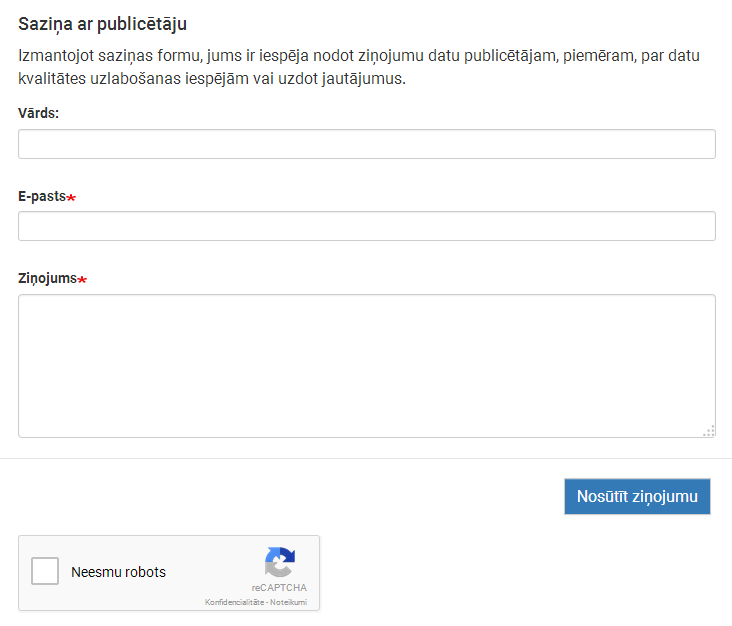 Saziņa ar publicētāju
Izmantojot saziņas formu, jums ir iespēja nodot ziņojumu datu publicētājam, piemēram, par datu
kvalitātes uzlabošanas iespējām vai uzdot jautājumus.
Vārds:
E-pasts*
Ziņojums*
Nosūtīt ziņojumu
Neesmu robots
reCAPTCHA
Konfidencialitāte - Noteikumi